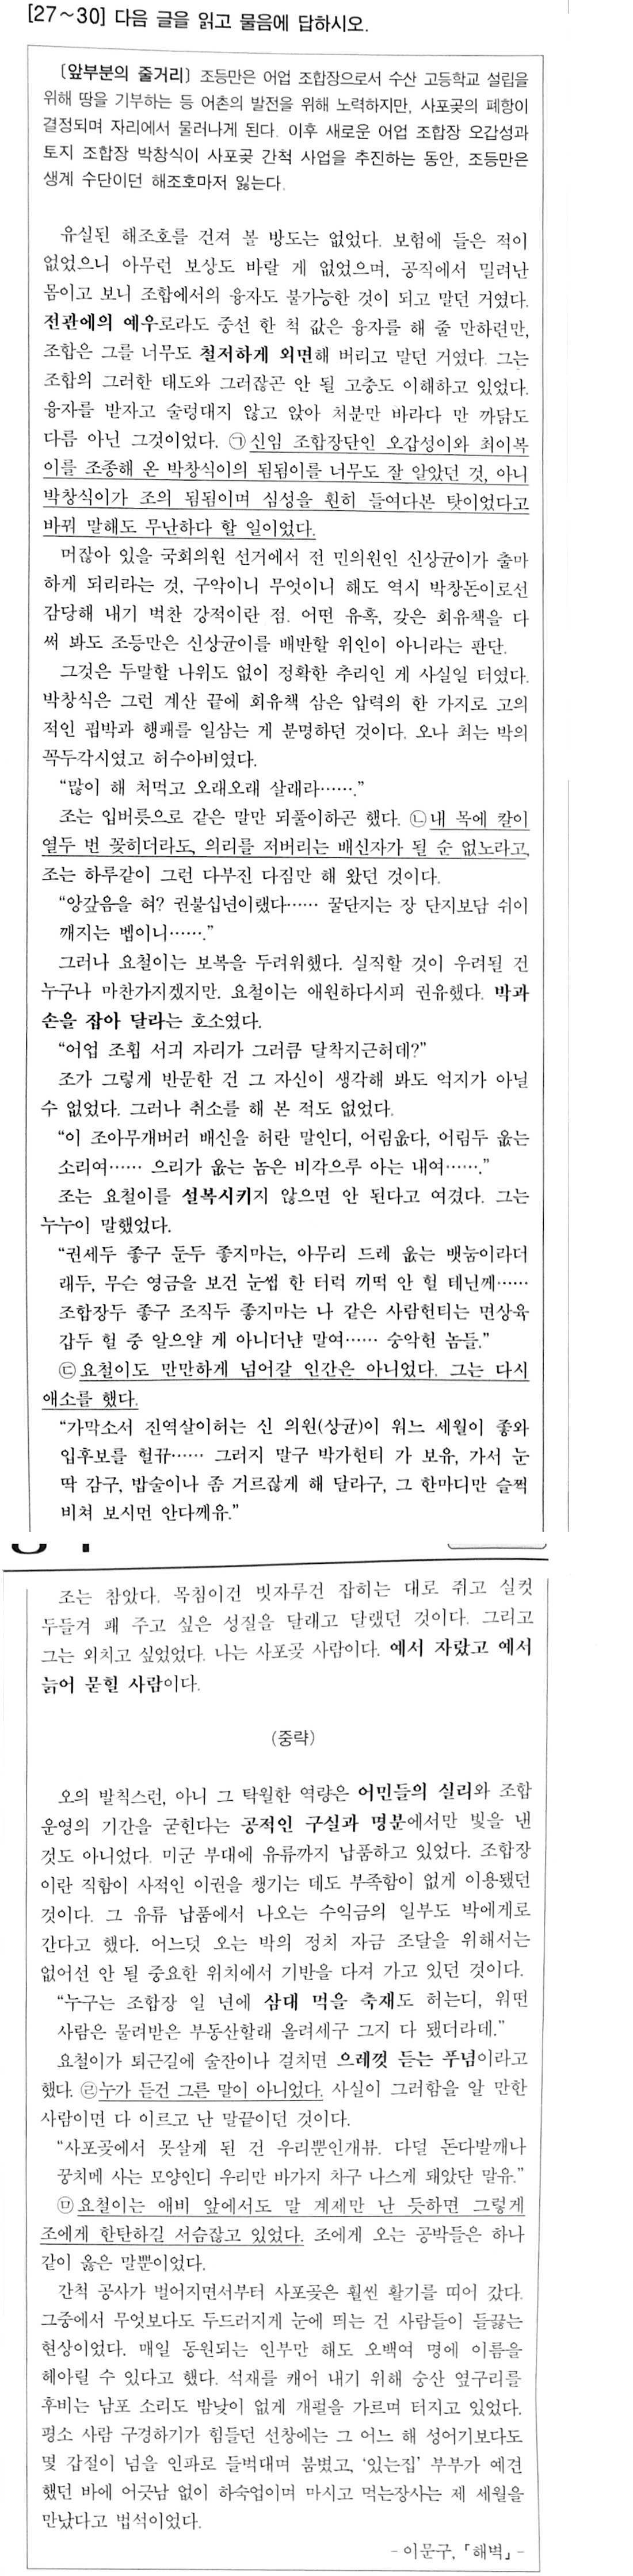 [27~30] 다음 글을 읽고 물음에 답하시오.
〔앞부분의 줄거리〕 조등만은 어업 조합장으로서 수산 고등학교 설립을
위해 땅을 기부하는 등 어촌의 발전을 위해 노력하지만, 사포곶의 폐항이
결정되며 자리에서 물러나게 된다. 이후 새로운 어업 조합장 오갑성과
토지 조합장 박창식이 사포곶 간척 사업을 추진하는 동안, 조등만은
생계 수단이던 해조호마저 잃는다.
유실된 해조호를 건져 볼 방도는 없었다. 보험에 들은 적이
없었으니 아무런 보상도 바랄 게 없었으며, 공직에서 밀려난
몸이고 보니 조합에서의 융자도 불가능한 것이 되고 말던 거였다.
전관에의 예우로라도 중선 한 척 값은 융자를 해 줄 만하련만,
조합은 그를 너무도 철저하게 외면해 버리고 말던 거였다. 그는
조합의 그러한 태도와 그러잖곤 안 될 고충도 이해하고 있었다.
융자를 받자고 술렁대지 않고 앉아 처분만 바라다 만 까닭도
다름 아닌 그것이었다. ㉠신임 조합장단인 오갑성이와 최이복
이를 조종해 온 박창식이의 됨됨이를 너무도 잘 알았던 것, 아니
박창식이가 조의 됨됨이며 심성을 훤히 들여다본 탓이었다고
바꿔 말해도 무난하다 할 일이었다.
머잖아 있을 국회의원 선거에서 전 민의원인 신상균이가 출마
하게 되리라는 것, 구악이니 무엇이니 해도 역시 박창돈이로선
감당해 내기 벅찬 강적이란 점. 어떤 유혹, 갖은 회유책을 다
써 봐도 조등만은 신상균이를 배반할 위인이 아니라는 판단.
그것은 두말할 나위도 없이 정확한 추리인 게 사실일 터였다.
박창식은 그런 계산 끝에 회유책 삼은 압력의 한 가지로 고의
적인 핍박과 행패를 일삼는 게 분명하던 것이다. 오나 최는 박의
꼭두각시였고 허수아비였다.
“많이 해 처먹고 오래오래 살래라…….”
조는 입버릇으로 같은 말만 되풀이하곤 했다. ㉡내 목에 칼이
열두 번 꽂히더라도, 의리를 저버리는 배신자가 될 순 없노라고,
조는 하루같이 그런 다부진 다짐만 해 왔던 것이다.
“앙갚음을 혀? 권불십년이랬다…… 꿀단지는 장 단지보담 쉬이
깨지는 벱이니…….”
그러나 요철이는 보복을 두려워했다. 실직할 것이 우려될 건
누구나 마찬가지겠지만. 요철이는 애원하다시피 권유했다. 박과
손을 잡아 달라는 호소였다.
“어업 조횝 서긔 자리가 그러큼 달착지근허데?”
조가 그렇게 반문한 건 그 자신이 생각해 봐도 억지가 아닐
수 없었다. 그러나 취소를 해 본 적도 없었다.
“이 조아무개버러 배신을 허란 말인디, 어림웂다, 어림두 웂는
소리여…… 으리가 웂는 놈은 비각으루 아는 내여…….”
조는 요철이를 설복시키지 않으면 안 된다고 여겼다. 그는
누누이 말했었다.
“권세두 좋구 둔두 좋지마는, 아무리 드레 웂는 뱃눔이라더
래두, 무슨 영금을 보건 눈썹 한 터럭 끼떡 안 헐 테닌께……
조합장두 좋구 조직두 좋지마는 나 같은 사람헌티는 면상육
갑두 헐 중 알으얄 게 아니더냔 말여…… 숭악헌 놈들.”
㉢요철이도 만만하게 넘어갈 인간은 아니었다. 그는 다시
애소를 했다.
“가막소서 진역살이허는 신 의원(상균)이 워느 세월이 좋와
입후보를 헐뀨…… 그러지 말구 박가헌티 가 보유, 가서 눈
딱 감구, 밥술이나 좀 거르잖게 해 달라구, 그 한마디만 슬쩍
비쳐 보시먼 안다께유.”
조는 참았다. 목침이건 빗자루건 잡히는 대로 쥐고 실컷
두들겨 패 주고 싶은 성질을 달래고 달랬던 것이다. 그리고
그는 외치고 싶었었다. 나는 사포곶 사람이다. 예서 자랐고 예서
늙어 묻힐 사람이다.
(중략)
오의 발칙스런, 아니 그 탁월한 역량은 어민들의 실리와 조합
운영의 기간을 굳힌다는 공적인 구실과 명분에서만 빛을 낸
것도 아니었다. 미군 부대에 유류까지 납품하고 있었다. 조합장
이란 직함이 사적인 이권을 챙기는 데도 부족함이 없게 이용됐던
것이다. 그 유류 납품에서 나오는 수익금의 일부도 박에게로
간다고 했다. 어느덧 오는 박의 정치 자금 조달을 위해서는
없어선 안 될 중요한 위치에서 기반을 다져 가고 있던 것이다.
“누구는 조합장 일 년에 삼대 먹을 축재도 허는디, 워떤
사람은 물러받은 부동산할래 올려세구 그지 다 됐더라데.”
요철이가 퇴근길에 술잔이나 걸치면 으레껏 듣는 푸념이라고
했다. ㉣누가 듣건 그른 말이 아니었다. 사실이 그러함을 알 만한
사람이면 다 이르고 난 말끝이던 것이다.
“사포곶에서 못살게 된 건 우리뿐인개뷰. 다덜 돈다발깨나
꿍치메 사는 모양인디 우리만 바가지 차구 나스게 돼았단 말유.”
㉤요철이는 애비 앞에서도 말 계제만 난 듯하면 그렇게
조에게 한탄하길 서슴잖고 있었다. 조에게 오는 공박들은 하나
같이 옳은 말뿐이었다.
간척 공사가 벌어지면서부터 사포곶은 훨씬 활기를 띠어 갔다.
그중에서 무엇보다도 두드러지게 눈에 띄는 건 사람들이 들끓는
현상이었다. 매일 동원되는 인부만 해도 오백여 명에 이름을
헤아릴 수 있다고 했다. 석재를 캐어 내기 위해 숭산 옆구리를
후비는 남포 소리도 밤낮이 없게 개펄을 가르며 터지고 있었다.
평소 사람 구경하기가 힘들던 선창에는 그 어느 해 성어기보다도
몇 갑절이 넘을 인파로 들벅대며 붐볐고, ‘있는집’ 부부가 예견
했던 바에 어긋남 없이 하숙업이며 마시고 먹는장사는 제 세월을
만났다고 법석이었다.
- 이문구, 「해벽」 -